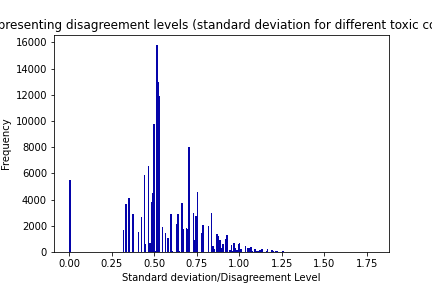 presenting disagreement levels (standard deviation for different toxic co
16000
14000
12000
10000
8000
6000
4000
2000
0
Frequency
0.00 0.25 0.50 0.75 1.00 1.25 1.50 1.75
Standard deviation/Disagreement Level